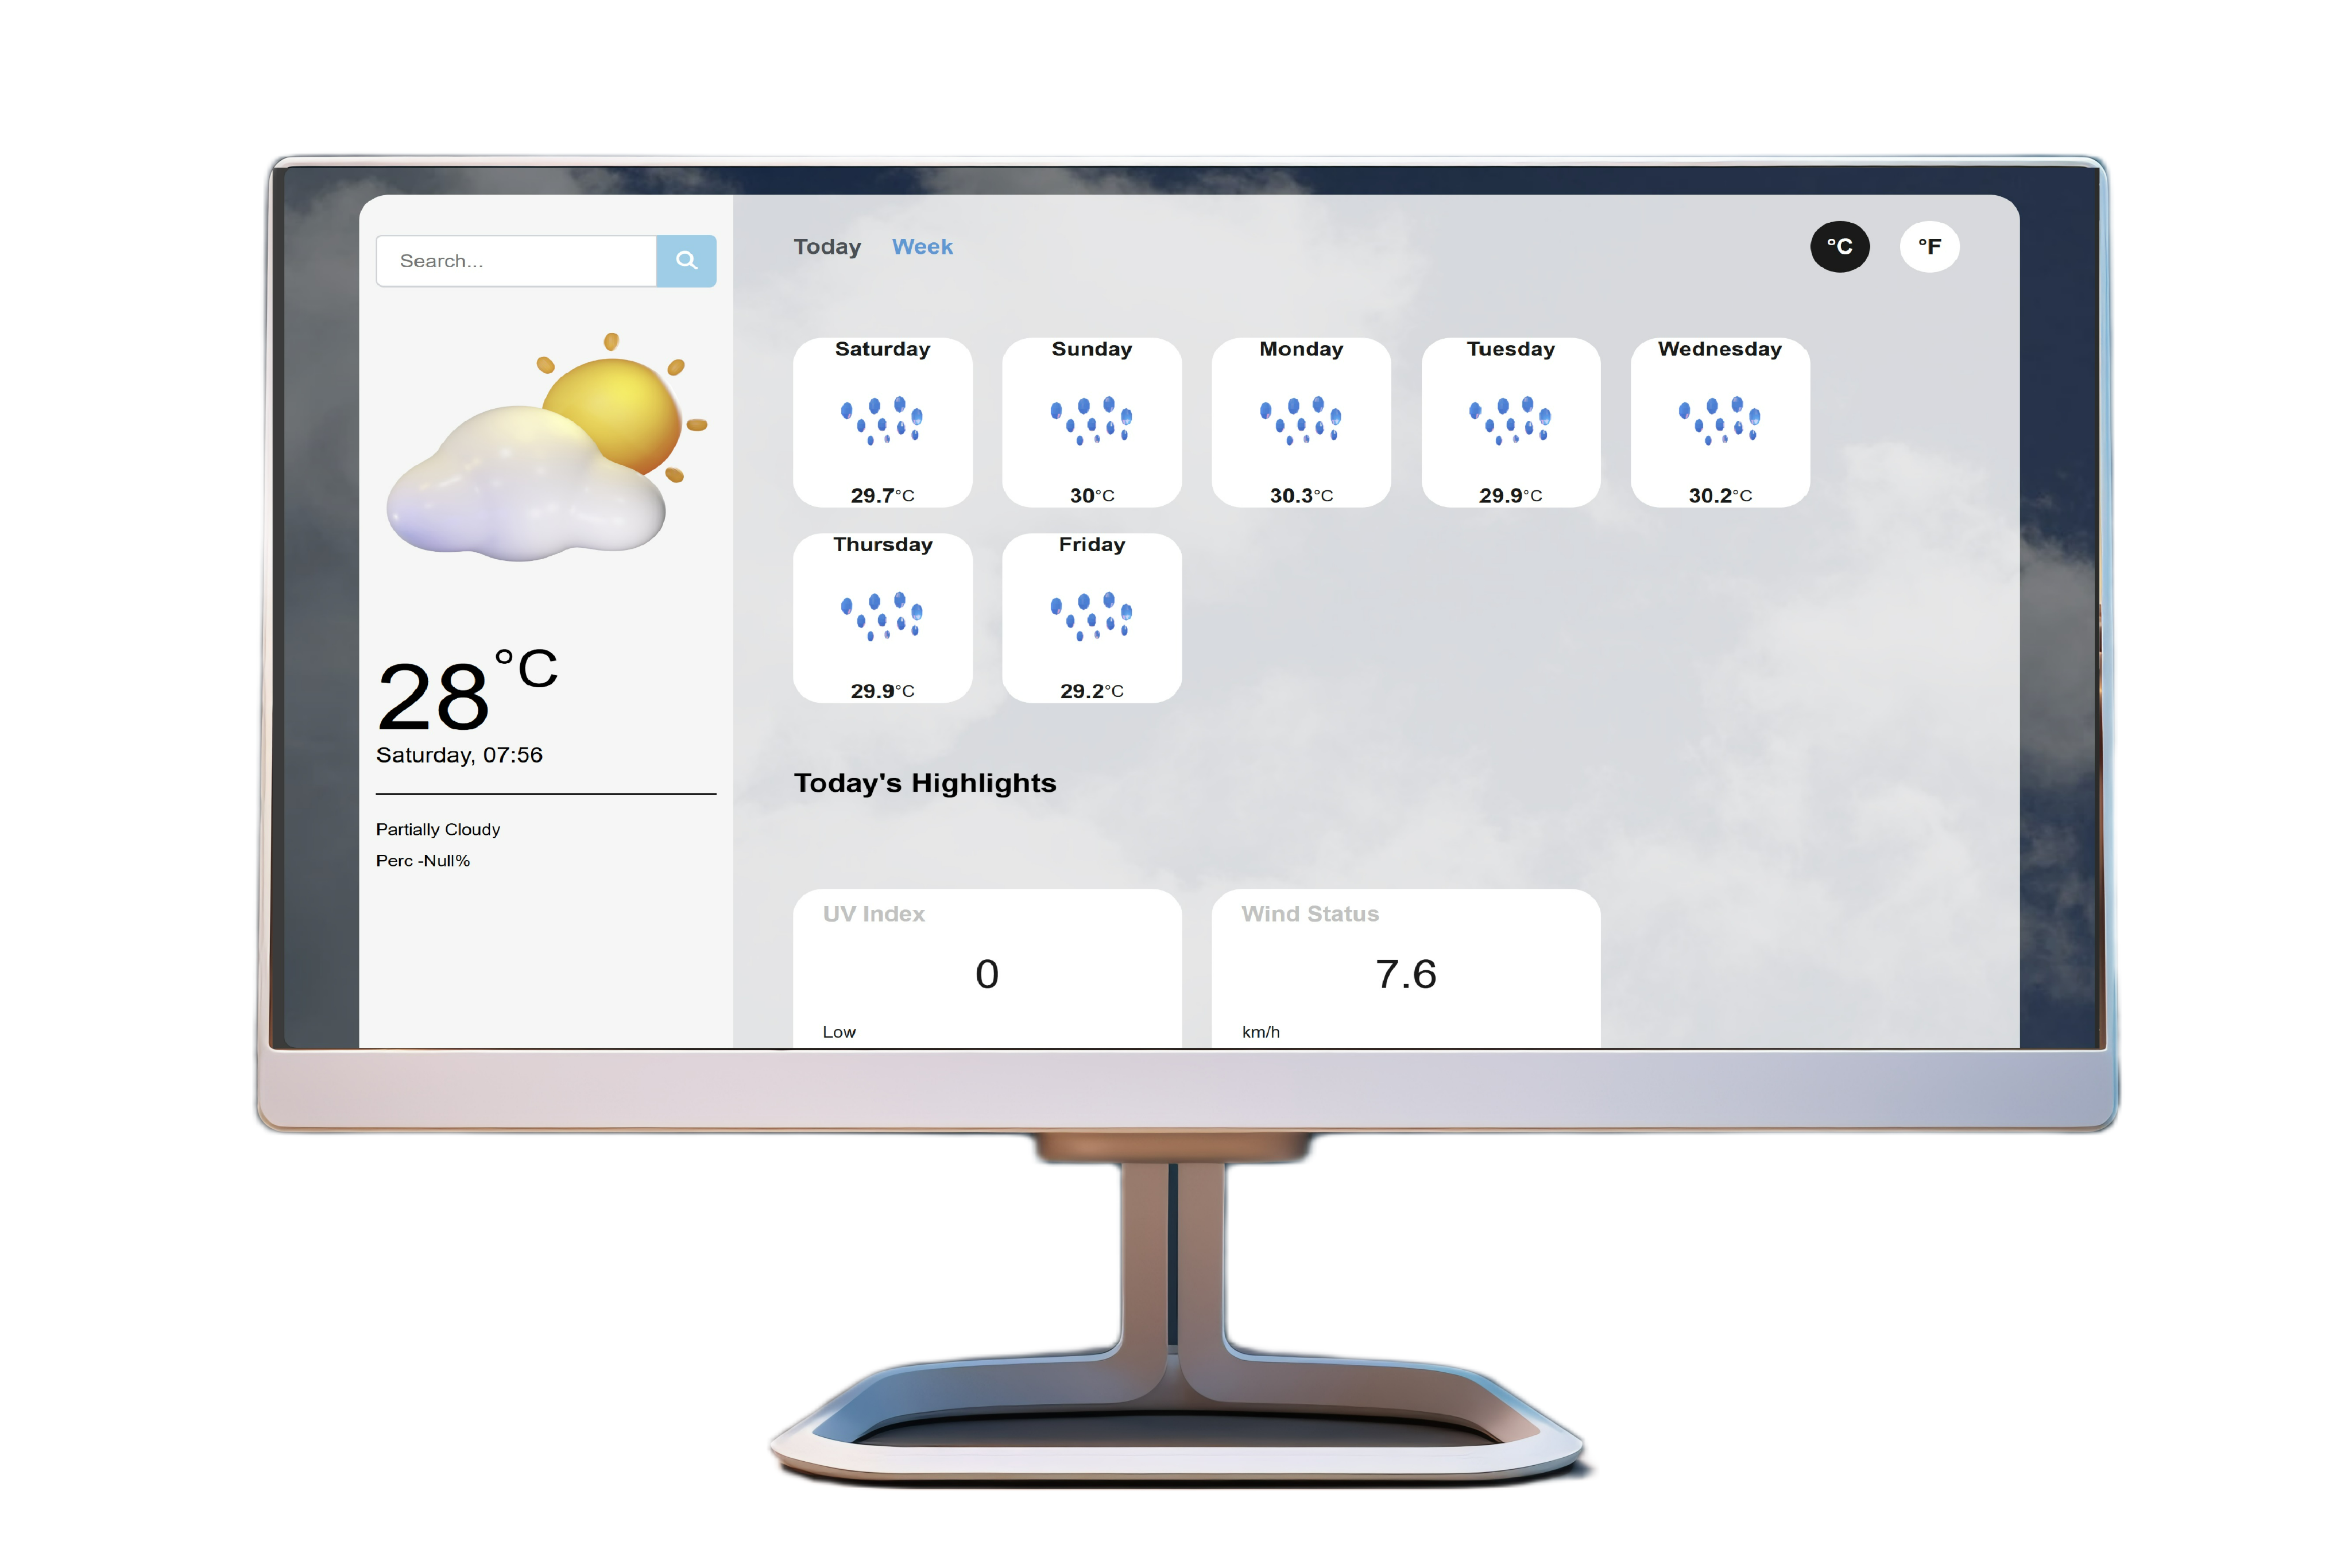 Search...
28°C
Saturday, 07:56
Partially Cloudy
Perc -Null%
Today Week
°C °F
Saturday Sunday Monday Tuesday Wednesday
29.7°C 30°C 30.3°C 29.9°C 30.2°C
Thursday Friday
29.9°C 29.2°C
Today's Highlights
UV Index Wind Status
0 7.6
Low km/h